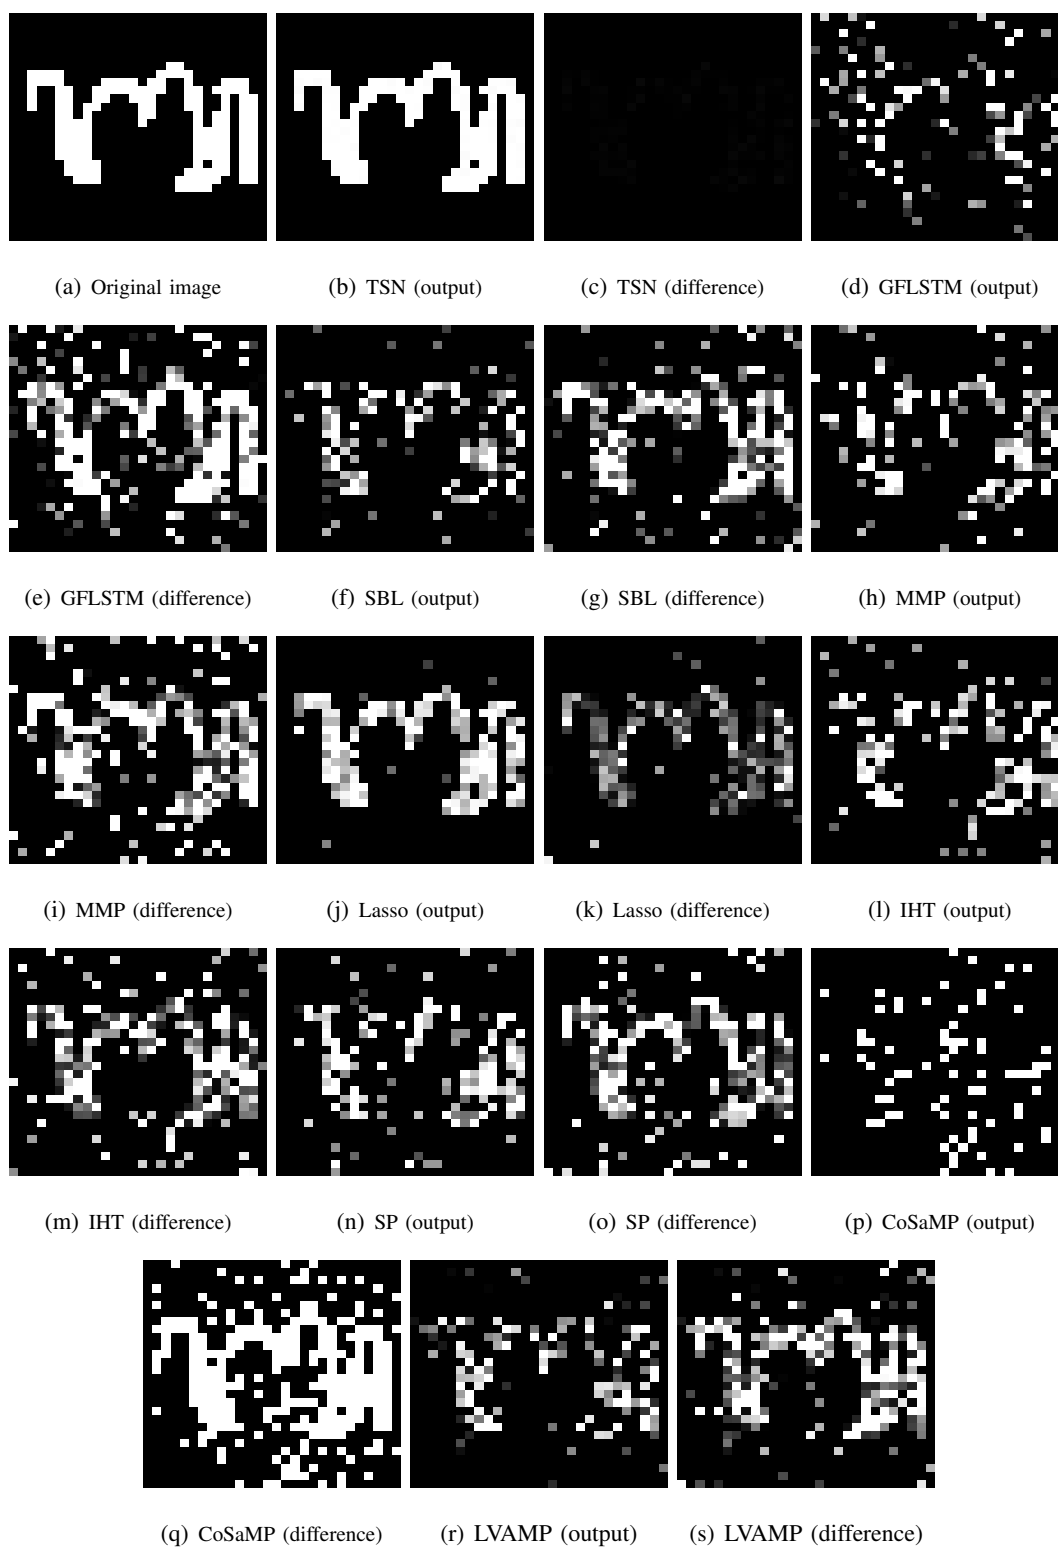 (a) Original image (b) TSN (output) (c) TSN (difference) (d) GFLSTM (output)
(e) GFLSTM (difference) (f) SBL (output) (g) SBL (difference) (h) MMP (output)
(i) MMP (difference) (j) Lasso (output) (k) Lasso (difference) (l) IHT (output)
(m) IHT (difference) (n) SP (output) (o) SP (difference) (p) CoSaMP (output)
(q) CoSaMP (difference) (r) LVAMP (output) (s) LVAMP (difference)